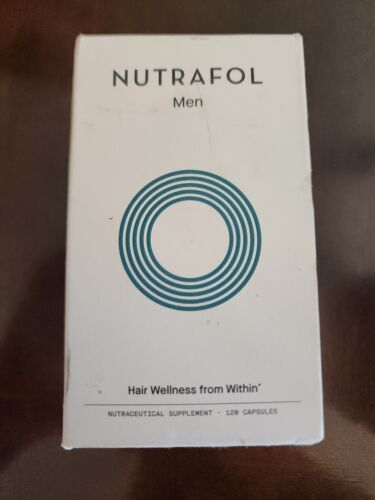 NUTRAFOL
Men
Hair Wellness from Within*
NUTRACEUTICAL SUPPLEMENT · 120 CAPSULES